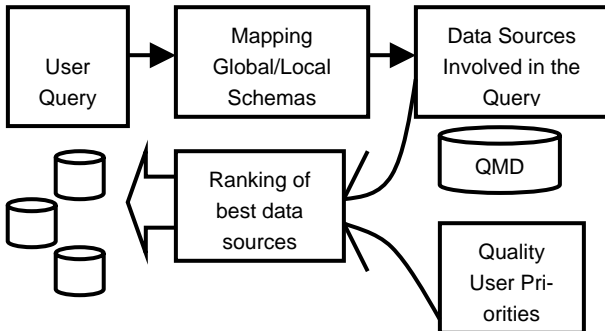 User
Query
Mapping
Global/Local
Schemas
Data Sources
Involved in the
Query
QMD
Ranking of
best data
sources
Quality
User Pri-
orities